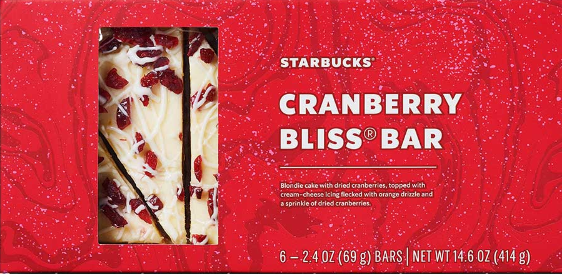 STARBUCKS®
CRANBERRY
BLISS® BAR
Blondie cake with dried cranberries, topped with
cream-cheese icing flecked with orange drizzle and
a sprinkle of dried cranberries.
6 – 2.4 OZ (69 g) BARS | NET WT 14.6 OZ (414 g)